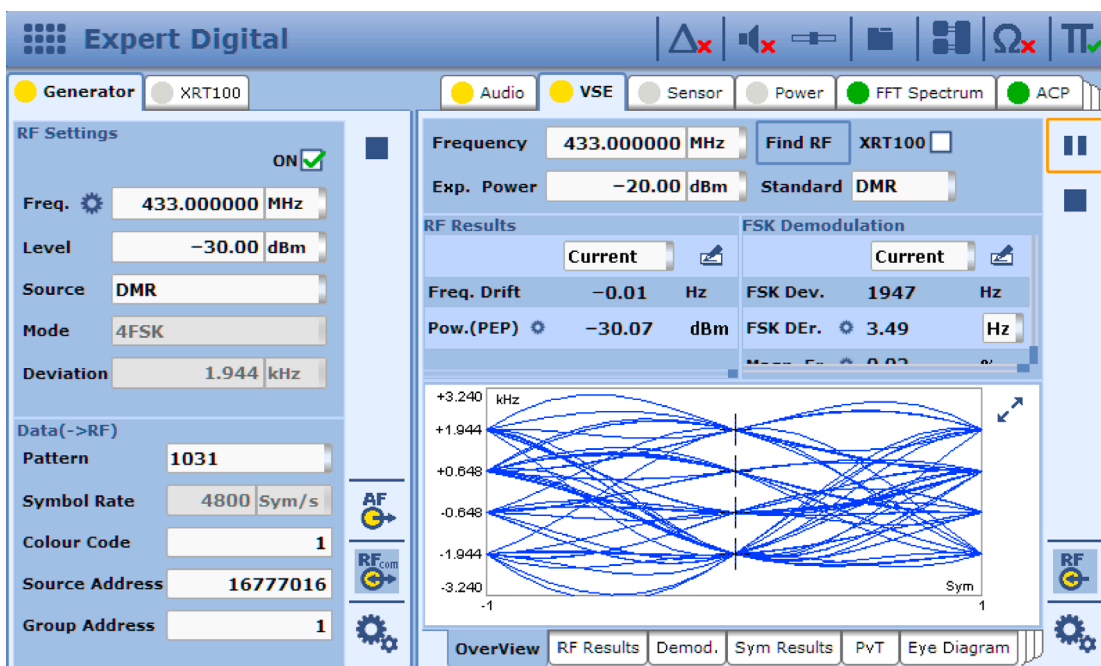 Expert Digital
Generator XRT100
Audio VSE Sensor Power FFT Spectrum ACP
RF Settings
ON
Freq. 433.000000 MHz
Level −30.00 dBm
Source DMR
Mode 4FSK
Deviation 1.944 kHz
Data(->RF)
Pattern 1031
Symbol Rate 4800 Sym/s
Colour Code 1
Source Address 16777016
Group Address 1
AF
RFcom
Frequency 433.000000 MHz Find RF XRT100
Exp. Power −20.00 dBm Standard DMR
RF Results
Current
Freq. Drift −0.01 Hz
Pow.(PEP) −30.07 dBm
FSK Demodulation
Current
FSK Dev. 1947 Hz
FSK DEr. 3.49 Hz
+3.240 kHz
+1.944
+0.648
-0.648
-1.944
-3.240 Sym
-1 1
RF
OverView RF Results Demod. Sym Results PvT Eye Diagram